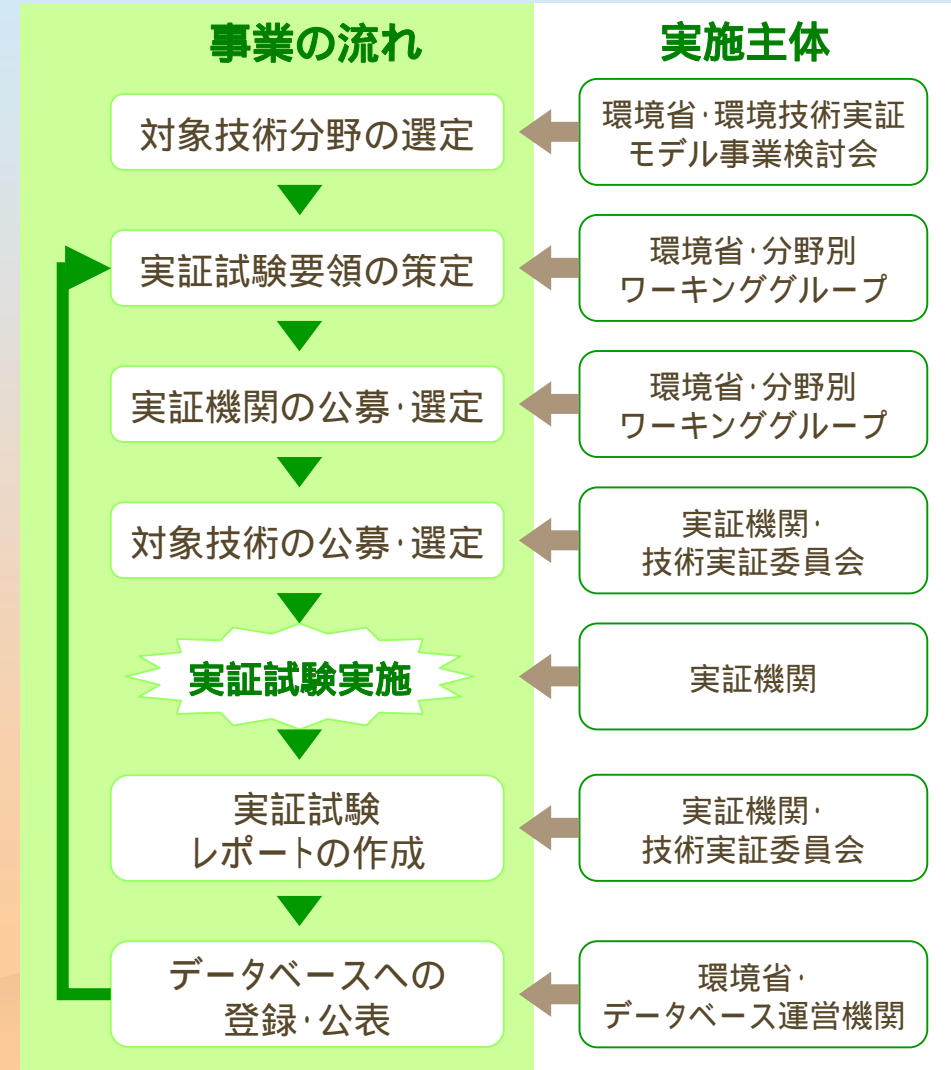 事業の流れ
実施主体
対象技術分野の選定
環境省・環境技術実証
モデル事業検討会
実証試験要領の策定
環境省・分野別
ワーキンググループ
実証機関の公募・選定
環境省・分野別
ワーキンググループ
対象技術の公募・選定
実証機関・
技術実証委員会
実証試験実施
実証機関
実証試験
レポートの作成
実証機関・
技術実証委員会
データベースへの
登録・公表
環境省・
データベース運営機関